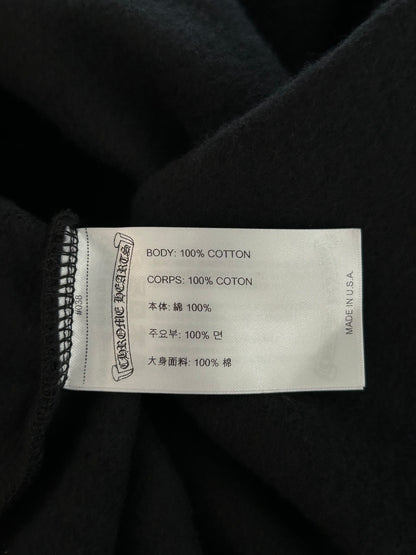 #038
CHROME HEARTS
BODY: 100% COTTON
CORPS: 100% COTON
本体: 綿 100%
주요부: 100% 면
大身面料: 100% 棉
MADE IN U.S.A.